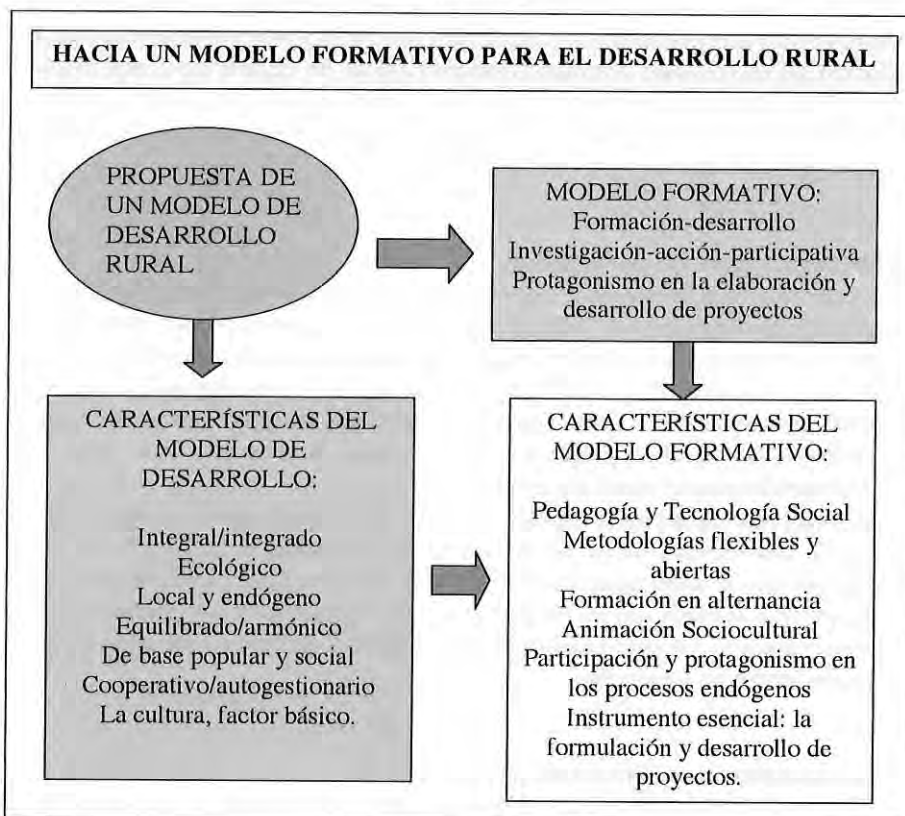 HACIA UN MODELO FORMATIVO PARA EL DESARROLLO RURAL
PROPUESTA DE
UN MODELO DE
DESARROLLO
RURAL
MODELO FORMATIVO:
Formación-desarrollo
Investigación-acción-participativa
Protagonismo en la elaboración y
desarrollo de proyectos
CARACTERÍSTICAS DEL
MODELO DE
DESARROLLO:
Integral/integrado
Ecológico
Local y endógeno
Equilibrado/armónico
De base popular y social
Cooperativo/autogestionario
La cultura, factor básico.
CARACTERÍSTICAS DEL
MODELO FORMATIVO:
Pedagogía y Tecnología Social
Metodologías flexibles y
abiertas
Formación en alternancia
Animación Sociocultural
Participación y protagonismo en
los procesos endógenos
Instrumento esencial: la
formulación y desarrollo de
proyectos.